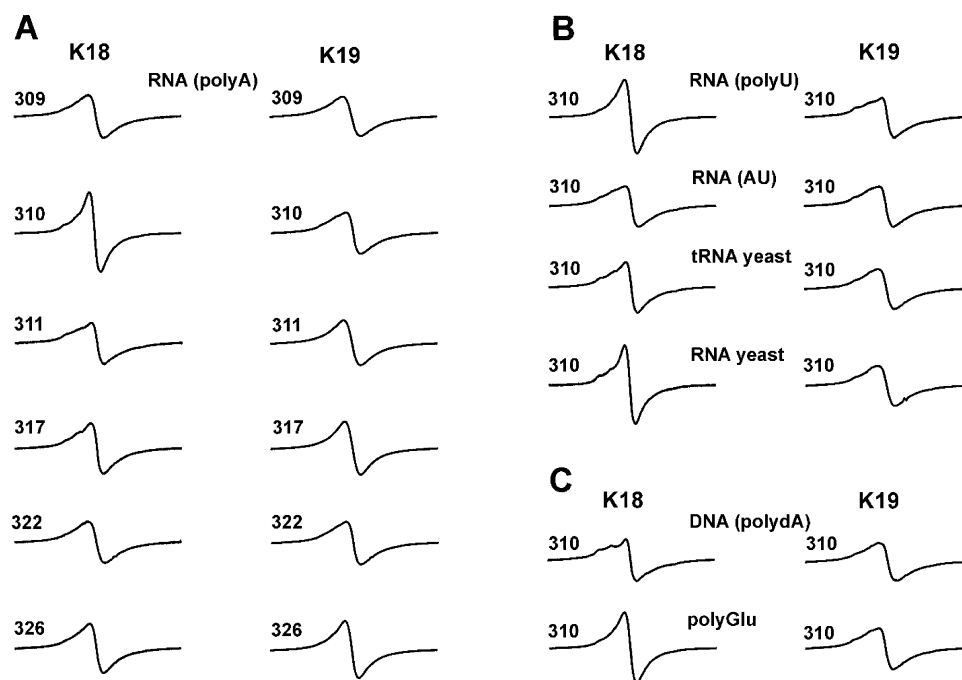 A
K18 K19
RNA (polyA)
309 309
310 310
311 311
317 317
322 322
326 326
B
K18 K19
RNA (polyU)
310 310
RNA (AU)
310 310
tRNA yeast
310 310
RNA yeast
310 310
C
K18 K19
DNA (polydA)
310 310
polyGlu
310 310